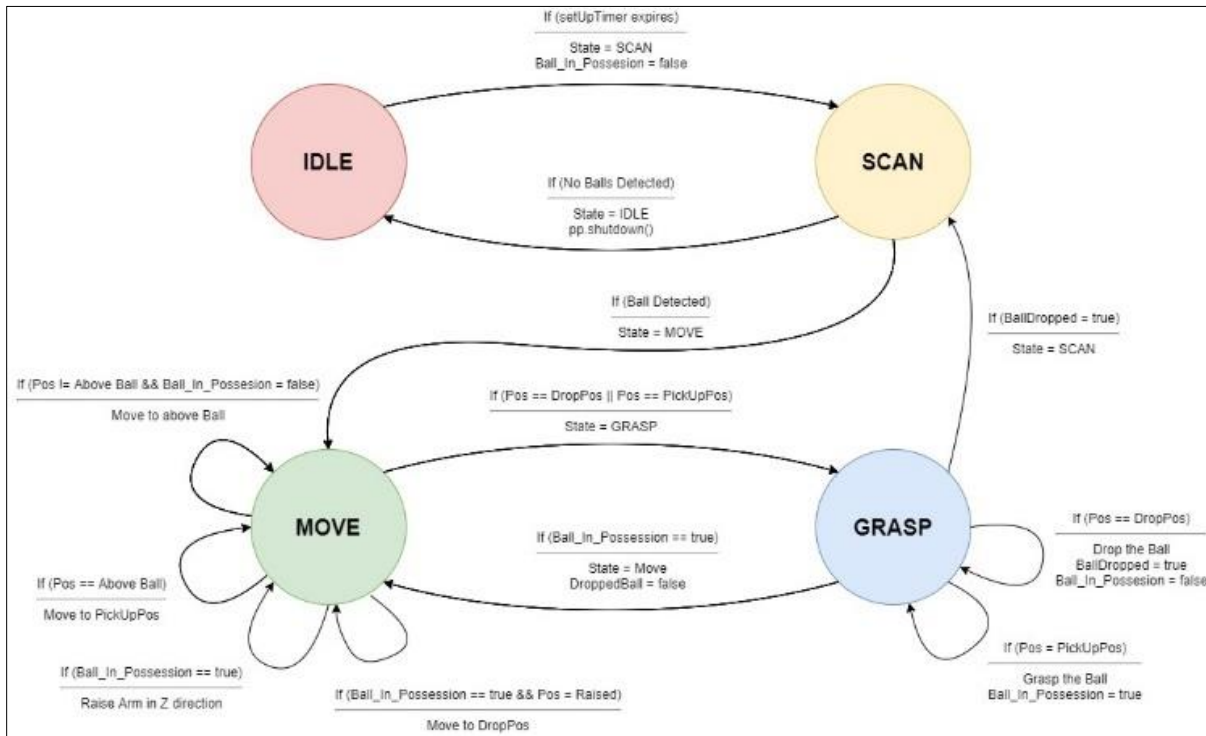 If (setUpTimer expires)
State = SCAN
Ball_In_Possesion = false
IDLE
SCAN
If (No Balls Detected)
State = IDLE
pp.shutdown()
If (Ball Detected)
State = MOVE
If (BallDropped = true)
State = SCAN
If (Pos != Above Ball && Ball_In_Possesion = false)
Move to above Ball
If (Pos == DropPos || Pos == PickUpPos)
State = GRASP
MOVE
GRASP
If (Ball_In_Possession == true)
State = Move
DroppedBall = false
If (Pos == DropPos)
Drop the Ball
BallDropped = true
Ball_In_Possesion = false
If (Pos == Above Ball)
Move to PickUpPos
If (Ball_In_Possession == true)
Raise Arm in Z direction
If (Ball_In_Possession == true && Pos = Raised)
Move to DropPos
If (Pos = PickUpPos)
Grasp the Ball
Ball_In_Possession = true